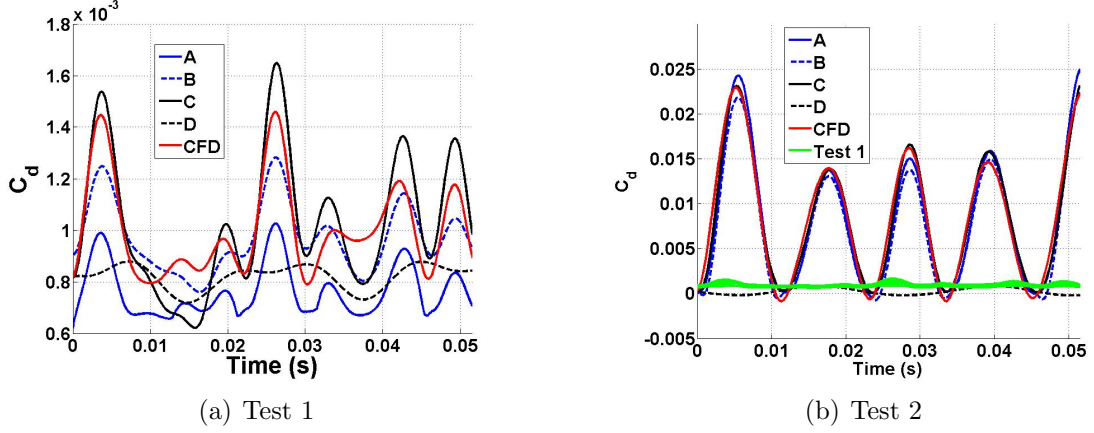 x 10⁻³
1.8
1.6
1.4
1.2
1
0.8
0.6
C_d
A
B
C
D
CFD
0 0.01 0.02 0.03 0.04 0.05
Time (s)
(a) Test 1
0.025
0.02
0.015
0.01
0.005
0
-0.005
C_d
A
B
C
D
CFD
Test 1
0 0.01 0.02 0.03 0.04 0.05
Time (s)
(b) Test 2